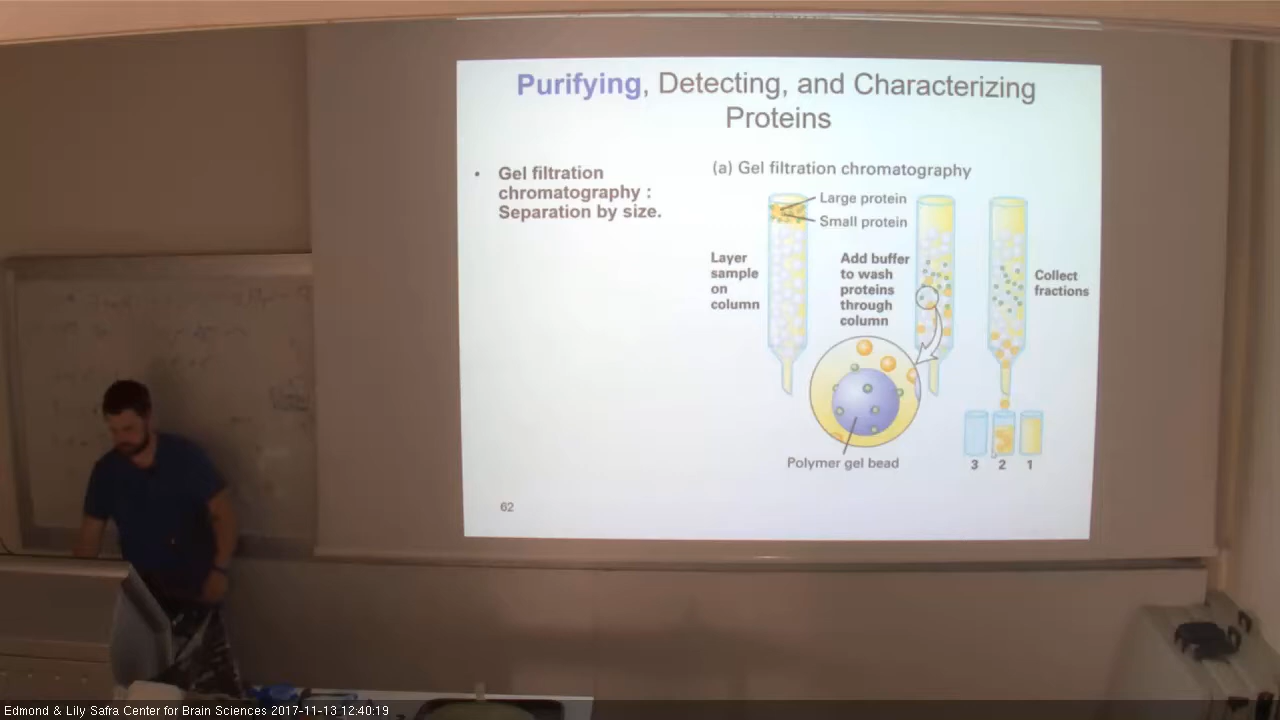 Purifying, Detecting, and Characterizing
Proteins
• Gel filtration
chromatography :
Separation by size.
(a) Gel filtration chromatography
Large protein
Small protein
Layer
sample
on
column
Add buffer
to wash
proteins
through
column
Collect
fractions
Polymer gel bead
3 2 1
62
Edmond & Lily Safra Center for Brain Sciences 2017-11-13 12:40:19